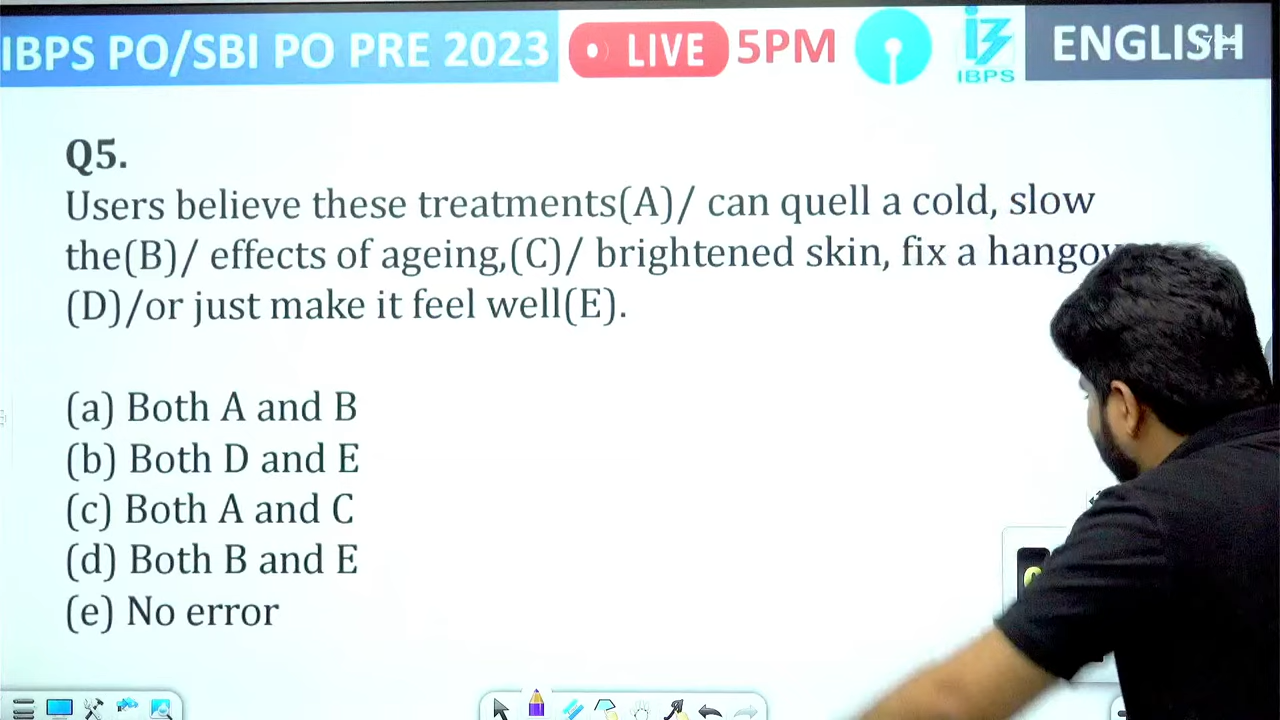 IBPS PO/SBI PO PRE 2023
LIVE 5PM
IBPS
ENGLISH
Q5.
Users believe these treatments(A)/ can quell a cold, slow
the(B)/ effects of ageing,(C)/ brightened skin, fix a
(D)/or just make it feel well(E).
(a) Both A and B
(b) Both D and E
(c) Both A and C
(d) Both B and E
(e) No error